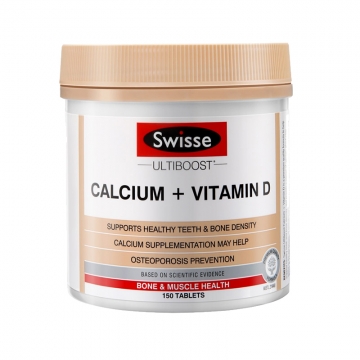 Swisse
ULTIBOOST
CALCIUM + VITAMIN D
SUPPORTS HEALTHY TEETH & BONE DENSITY
CALCIUM SUPPLEMENTATION MAY HELP
OSTEOPOROSIS PREVENTION
BASED ON SCIENTIFIC EVIDENCE
BONE & MUSCLE HEALTH
150 TABLETS